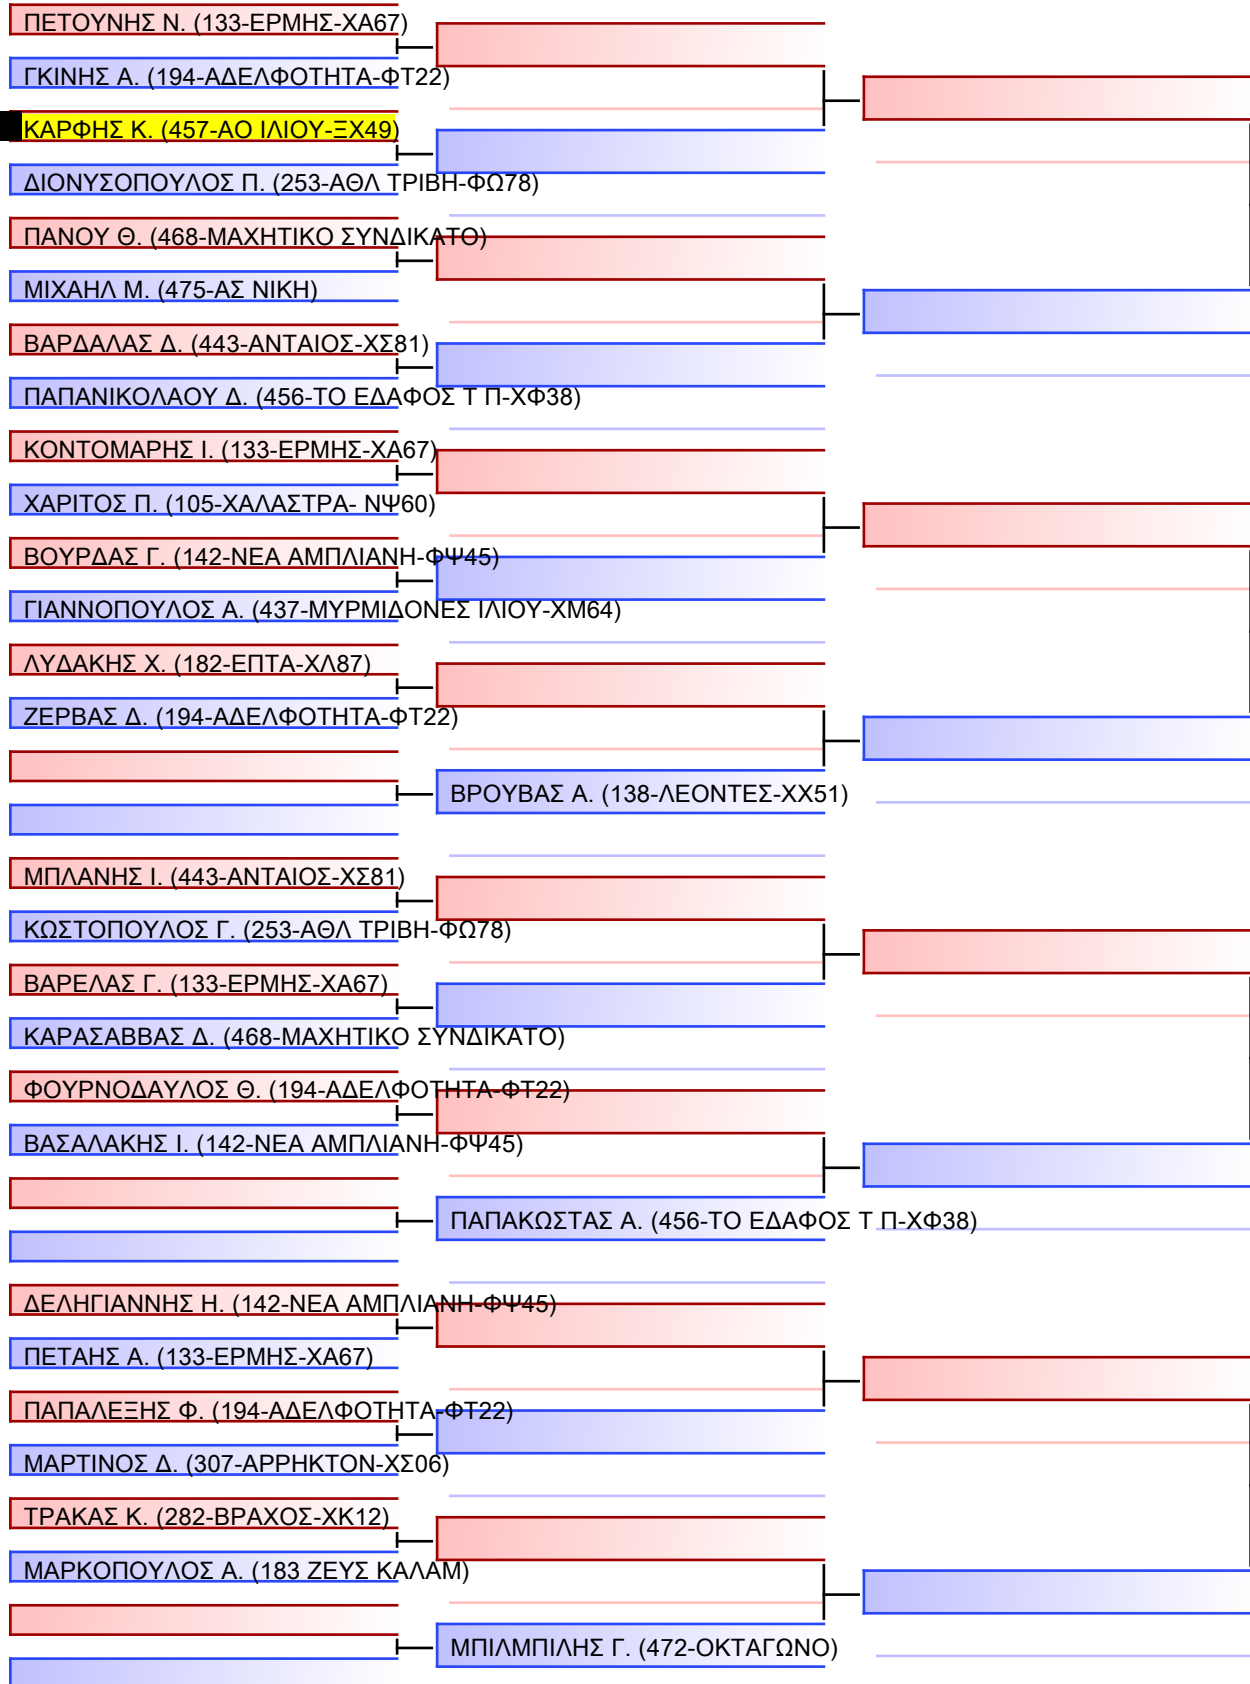 ΠΕΤΟΥΝΗΣ Ν. (133-ΕΡΜΗΣ-ΧΑ67)
ΓΚΙΝΗΣ Α. (194-ΑΔΕΛΦΟΤΗΤΑ-ΦΤ22)
ΚΑΡΦΗΣ Κ. (457-ΑΟ ΙΛΙΟΥ-ΞΧ49)
ΔΙΟΝΥΣΟΠΟΥΛΟΣ Π. (253-ΑΘΛ ΤΡΙΒΗ-ΦΩ78)
ΠΑΝΟΥ Θ. (468-ΜΑΧΗΤΙΚΟ ΣΥΝΔΙΚΑΤΟ)
ΜΙΧΑΗΛ Μ. (475-ΑΣ ΝΙΚΗ)
ΒΑΡΔΑΛΑΣ Δ. (443-ΑΝΤΑΙΟΣ-ΧΣ81)
ΠΑΠΑΝΙΚΟΛΑΟΥ Δ. (456-ΤΟ ΕΔΑΦΟΣ Τ Π-ΧΦ38)
ΚΟΝΤΟΜΑΡΗΣ Ι. (133-ΕΡΜΗΣ-ΧΑ67)
ΧΑΡΙΤΟΣ Π. (105-ΧΑΛΑΣΤΡΑ- ΝΨ60)
ΒΟΥΡΔΑΣ Γ. (142-ΝΕΑ ΑΜΠΛΙΑΝΗ-ΦΨ45)
ΓΙΑΝΝΟΠΟΥΛΟΣ Α. (437-ΜΥΡΜΙΔΟΝΕΣ ΙΛΙΟΥ-ΧΜ64)
ΛΥΔΑΚΗΣ Χ. (182-ΕΠΤΑ-ΧΛ87)
ΖΕΡΒΑΣ Δ. (194-ΑΔΕΛΦΟΤΗΤΑ-ΦΤ22)
ΒΡΟΥΒΑΣ Α. (138-ΛΕΟΝΤΕΣ-ΧΧ51)
ΜΠΛΑΝΗΣ Ι. (443-ΑΝΤΑΙΟΣ-ΧΣ81)
ΚΩΣΤΟΠΟΥΛΟΣ Γ. (253-ΑΘΛ ΤΡΙΒΗ-ΦΩ78)
ΒΑΡΕΛΑΣ Γ. (133-ΕΡΜΗΣ-ΧΑ67)
ΚΑΡΑΣΑΒΒΑΣ Δ. (468-ΜΑΧΗΤΙΚΟ ΣΥΝΔΙΚΑΤΟ)
ΦΟΥΡΝΟΔΑΥΛΟΣ Θ. (194-ΑΔΕΛΦΟΤΗΤΑ-ΦΤ22)
ΒΑΣΑΛΑΚΗΣ Ι. (142-ΝΕΑ ΑΜΠΛΙΑΝΗ-ΦΨ45)
ΠΑΠΑΚΩΣΤΑΣ Α. (456-ΤΟ ΕΔΑΦΟΣ Τ Π-ΧΦ38)
ΔΕΛΗΓΙΑΝΝΗΣ Η. (142-ΝΕΑ ΑΜΠΛΙΑΝΗ-ΦΨ45)
ΠΕΤΑΗΣ Α. (133-ΕΡΜΗΣ-ΧΑ67)
ΠΑΠΑΛΕΞΗΣ Φ. (194-ΑΔΕΛΦΟΤΗΤΑ-ΦΤ22)
ΜΑΡΤΙΝΟΣ Δ. (307-ΑΡΡΗΚΤΟΝ-ΧΣ06)
ΤΡΑΚΑΣ Κ. (282-ΒΡΑΧΟΣ-ΧΚ12)
ΜΑΡΚΟΠΟΥΛΟΣ Α. (183 ΖΕΥΣ ΚΑΛΑΜ)
ΜΠΙΛΜΠΙΛΗΣ Γ. (472-ΟΚΤΑΓΩΝΟ)